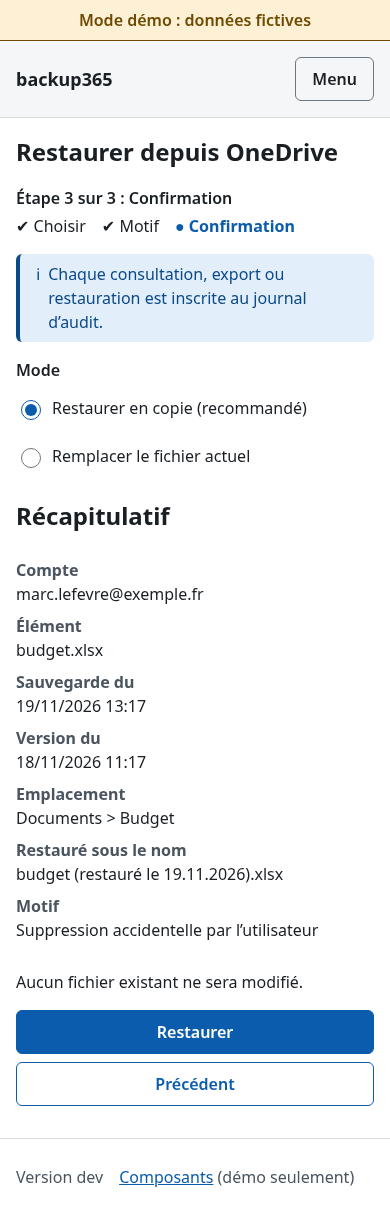 Mode démo : données fictives
backup365
Menu
Restaurer depuis OneDrive
Étape 3 sur 3 : Confirmation
✔ Choisir ✔ Motif ● Confirmation
i Chaque consultation, export ou
restauration est inscrite au journal
d’audit.
Mode
Restaurer en copie (recommandé)
Remplacer le fichier actuel
Récapitulatif
Compte
marc.lefevre@exemple.fr
Élément
budget.xlsx
Sauvegarde du
19/11/2026 13:17
Version du
18/11/2026 11:17
Emplacement
Documents > Budget
Restauré sous le nom
budget (restauré le 19.11.2026).xlsx
Motif
Suppression accidentelle par l’utilisateur
Aucun fichier existant ne sera modifié.
Restaurer
Précédent
Version dev Composants (démo seulement)